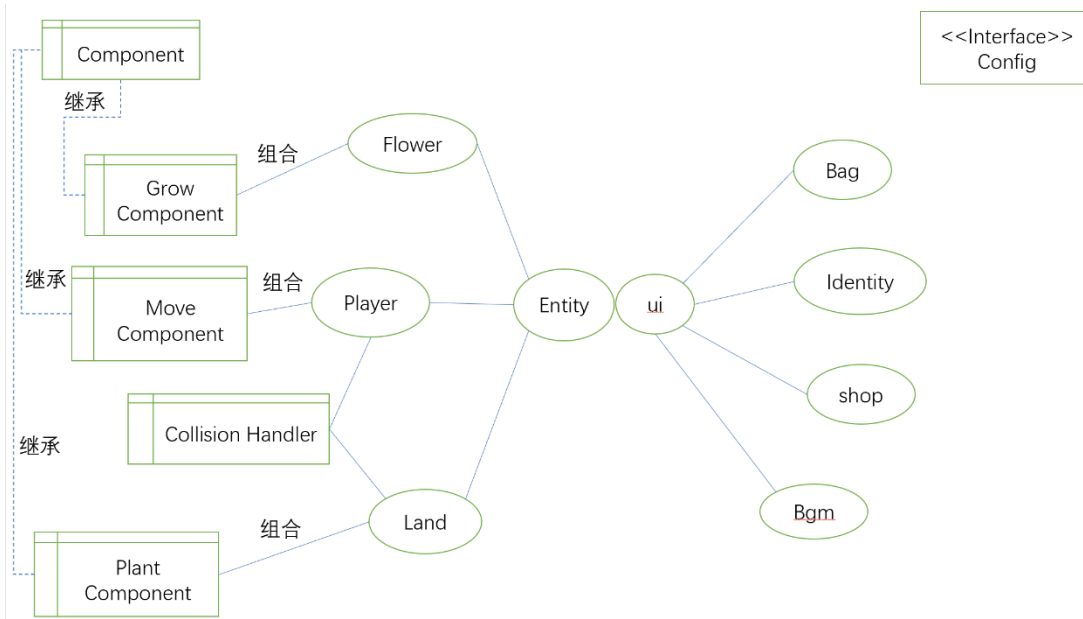 Component
<<Interface>>
Config
继承
Flower
组合
Grow
Component
Bag
继承
组合
Move
Component
Player
Entity
ui
Identity
shop
Collision Handler
继承
Land
组合
Bgm
Plant
Component